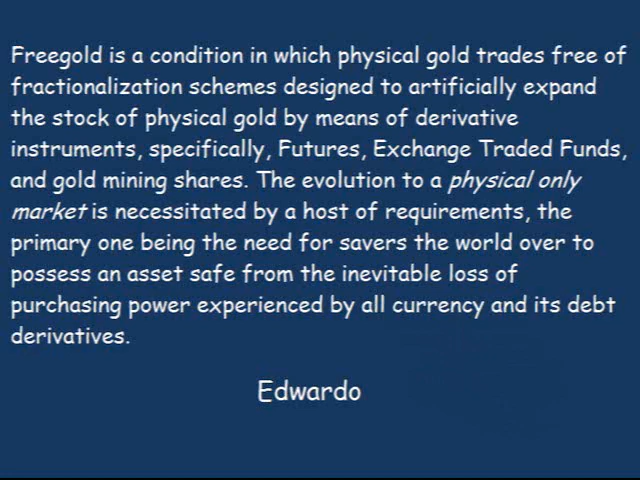 Freegold is a condition in which physical gold trades free of
fractionalization schemes designed to artificially expand
the stock of physical gold by means of derivative
instruments, specifically, Futures, Exchange Traded Funds,
and gold mining shares. The evolution to a physical only
market is necessitated by a host of requirements, the
primary one being the need for savers the world over to
possess an asset safe from the inevitable loss of
purchasing power experienced by all currency and its debt
derivatives.
Edwardo